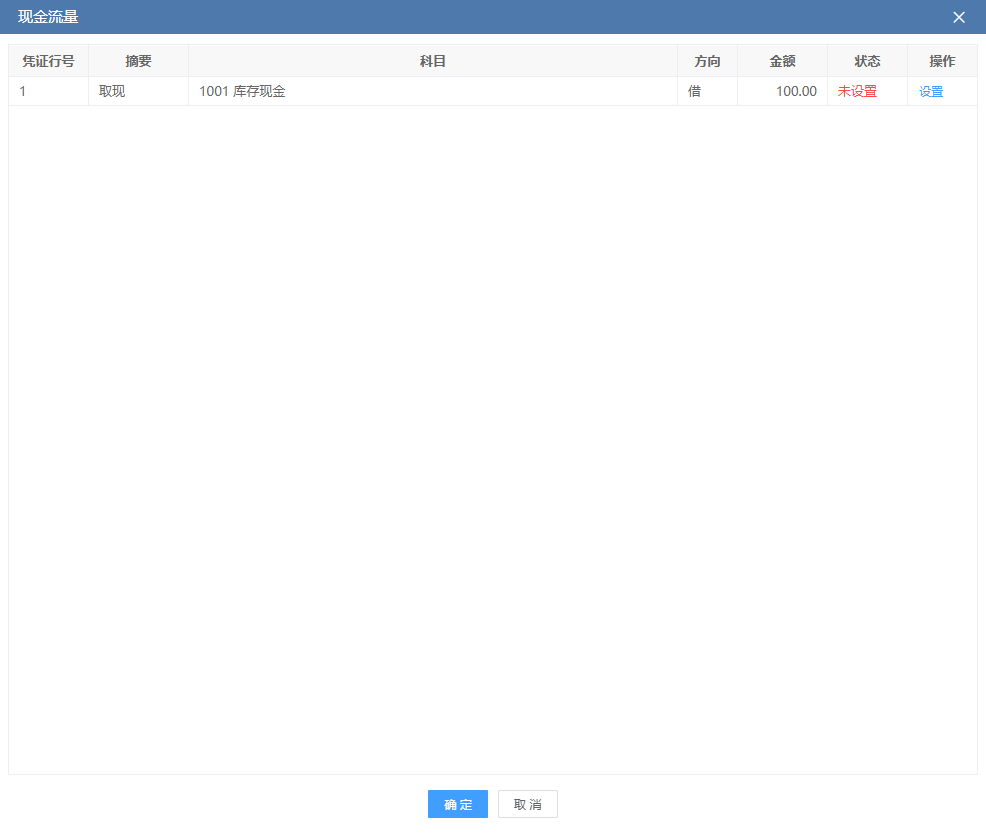 现金流量
凭证行号 摘要 科目 方向 金额 状态 操作
1 取现 1001 库存现金 借 100.00 未设置 设置
确定 取消